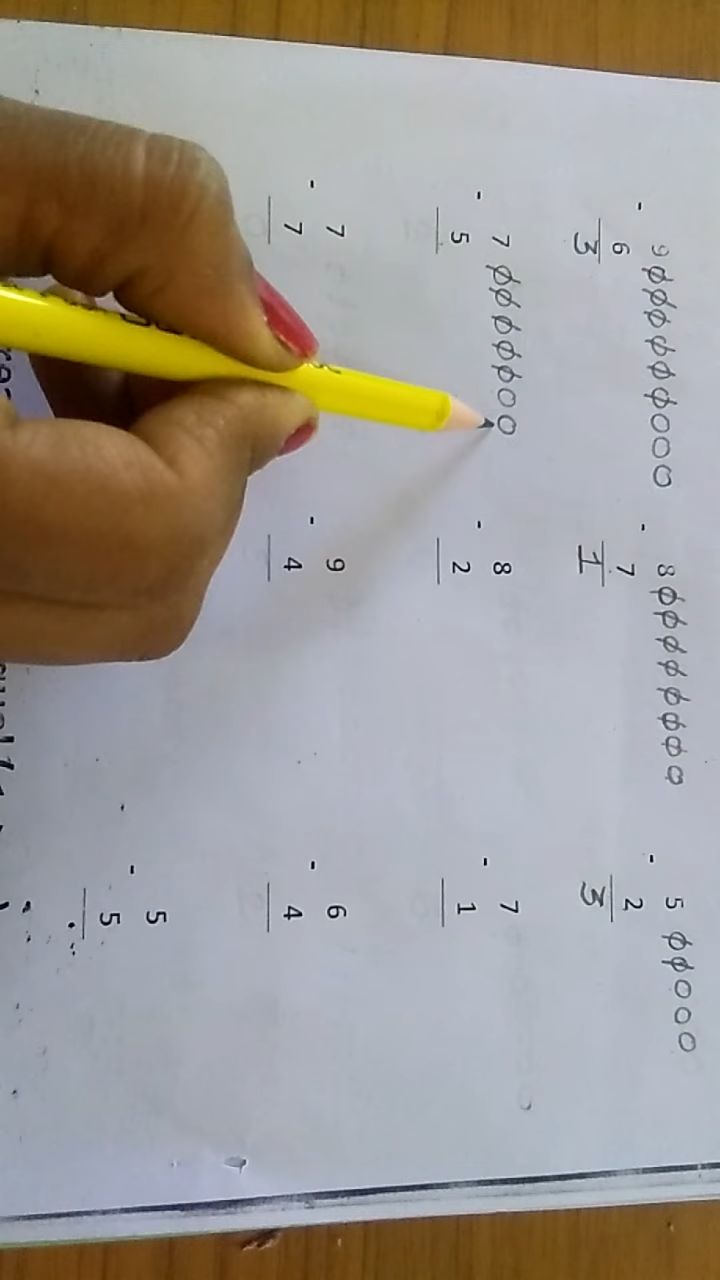 9 8 5
- 6 - 7 - 2
3 1 3
7 8 7
- 5 - 2 - 1
7 9 6
- 7 - 4 - 4
5
- 5